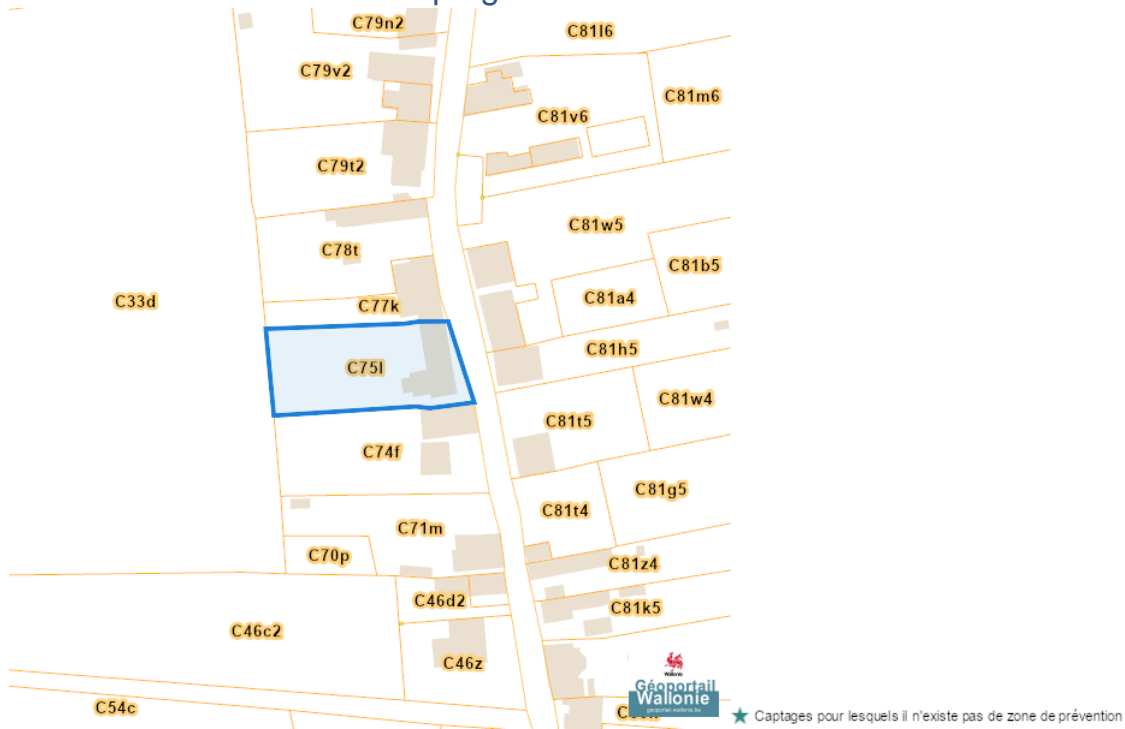 C79n2
C81l6
C79v2
C81m6
C81v6
C79t2
C81w5
C78t
C81b5
C33d
C81a4
C77k
C81h5
C75l
C81w4
C81t5
C74f
C81g5
C81t4
C71m
C70p
C81z4
C46d2
C81k5
C46c2
C46z
Wallonie
Géoportail
Wallonie
geoportail.wallonie.be
C54c
Captages pour lesquels il n'existe pas de zone de prévention